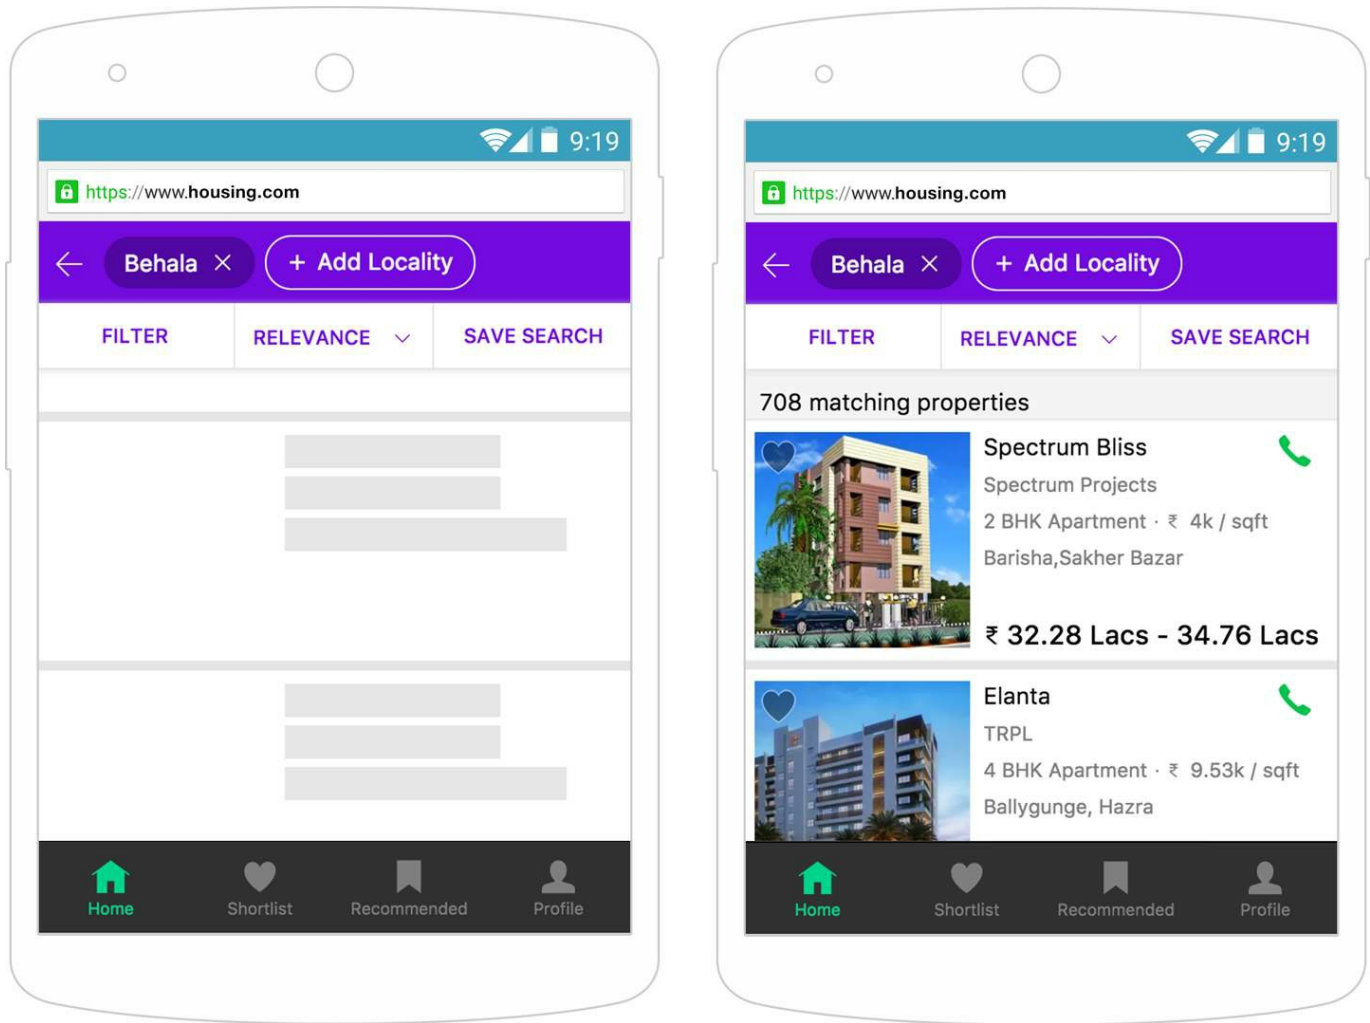 9:19
https://www.housing.com
Behala ×
+ Add Locality
FILTER
RELEVANCE
SAVE SEARCH
Home
Shortlist
Recommended
Profile
9:19
https://www.housing.com
Behala ×
+ Add Locality
FILTER
RELEVANCE
SAVE SEARCH
708 matching properties
Spectrum Bliss
Spectrum Projects
2 BHK Apartment · ₹ 4k / sqft
Barisha,Sakher Bazar
₹ 32.28 Lacs - 34.76 Lacs
Elanta
TRPL
4 BHK Apartment · ₹ 9.53k / sqft
Ballygunge, Hazra
Home
Shortlist
Recommended
Profile